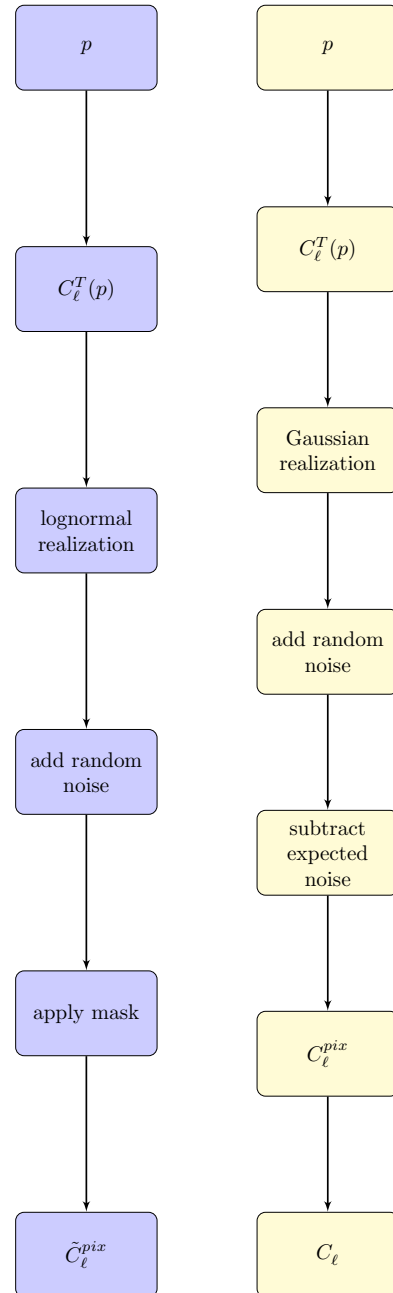 p
C_ℓ^T(p)
lognormal
realization
add random
noise
apply mask
C̃_ℓ^{pix}
p
C_ℓ^T(p)
Gaussian
realization
add random
noise
subtract
expected
noise
C_ℓ^{pix}
C_ℓ